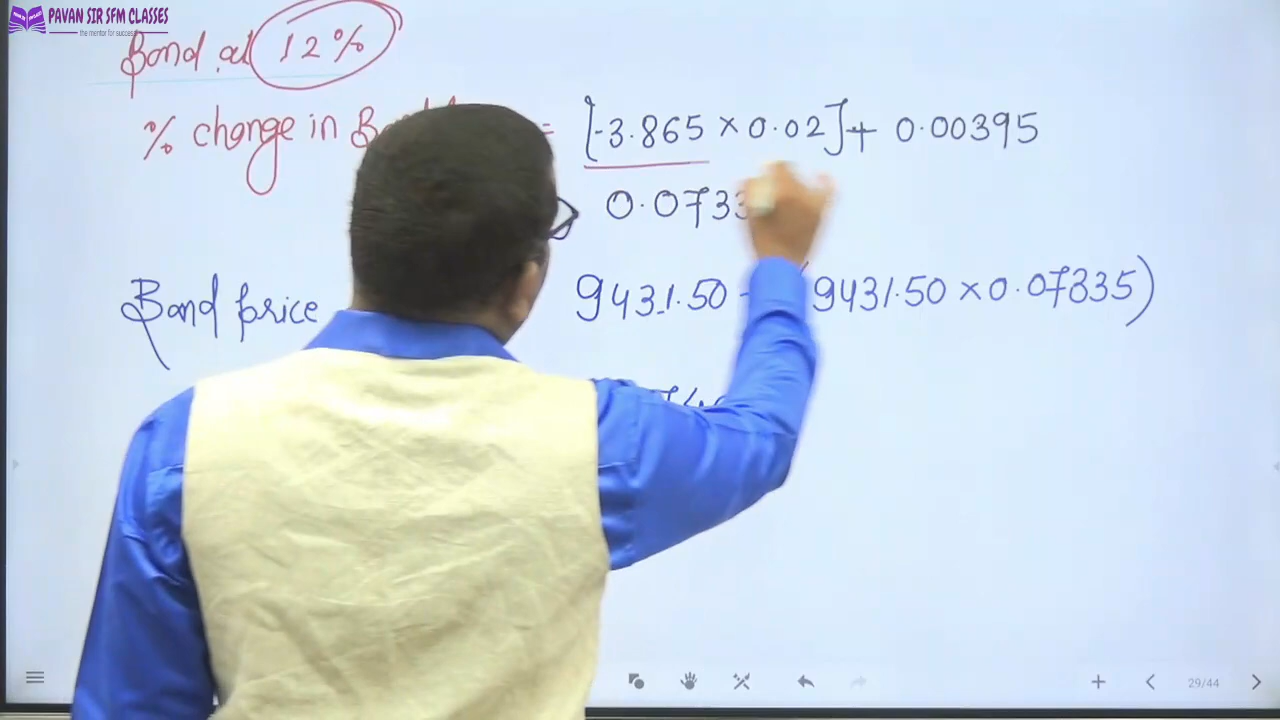 PAVAN SIR SFM CLASSES
the mentor for success
Bond at 12%
% change in = [-3.865 × 0.02] + 0.00395
0.0733
Bond price 9431.50 - (9431.50 × 0.07335)
29/44